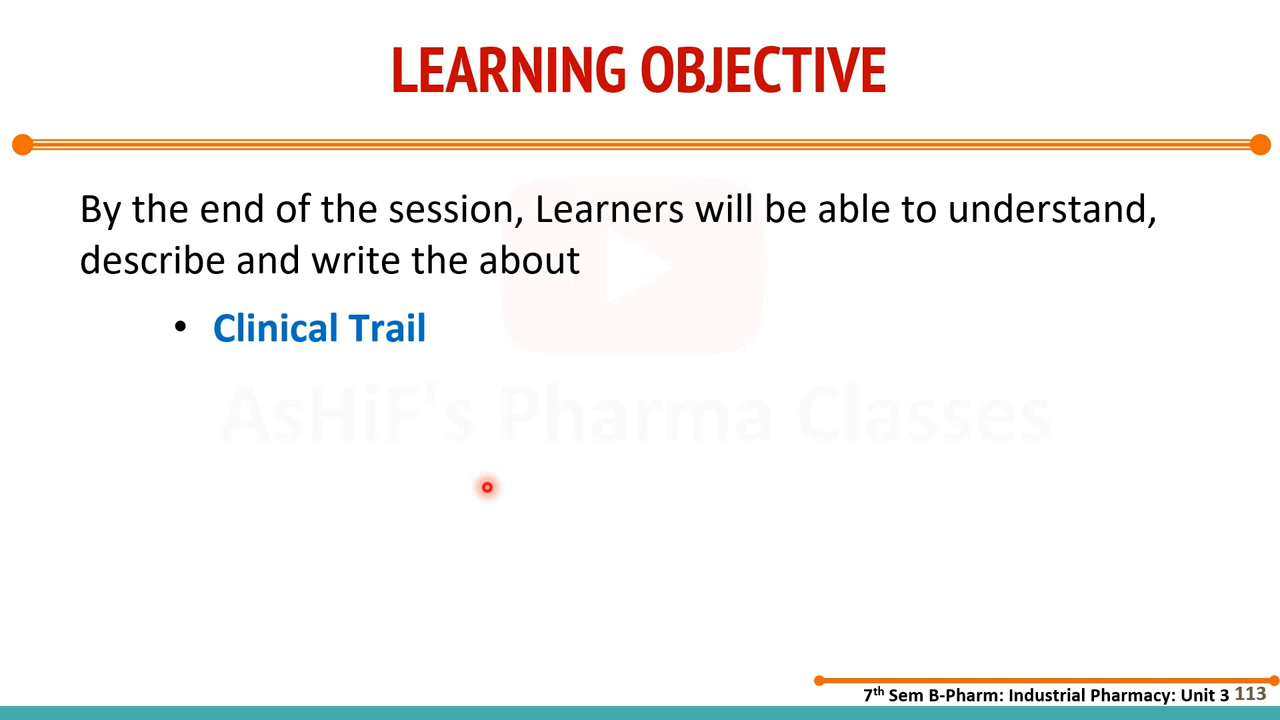 LEARNING OBJECTIVE
By the end of the session, Learners will be able to understand,
describe and write the about
• Clinical Trail
AsHiF's Pharma Classes
7th Sem B-Pharm: Industrial Pharmacy: Unit 3 113